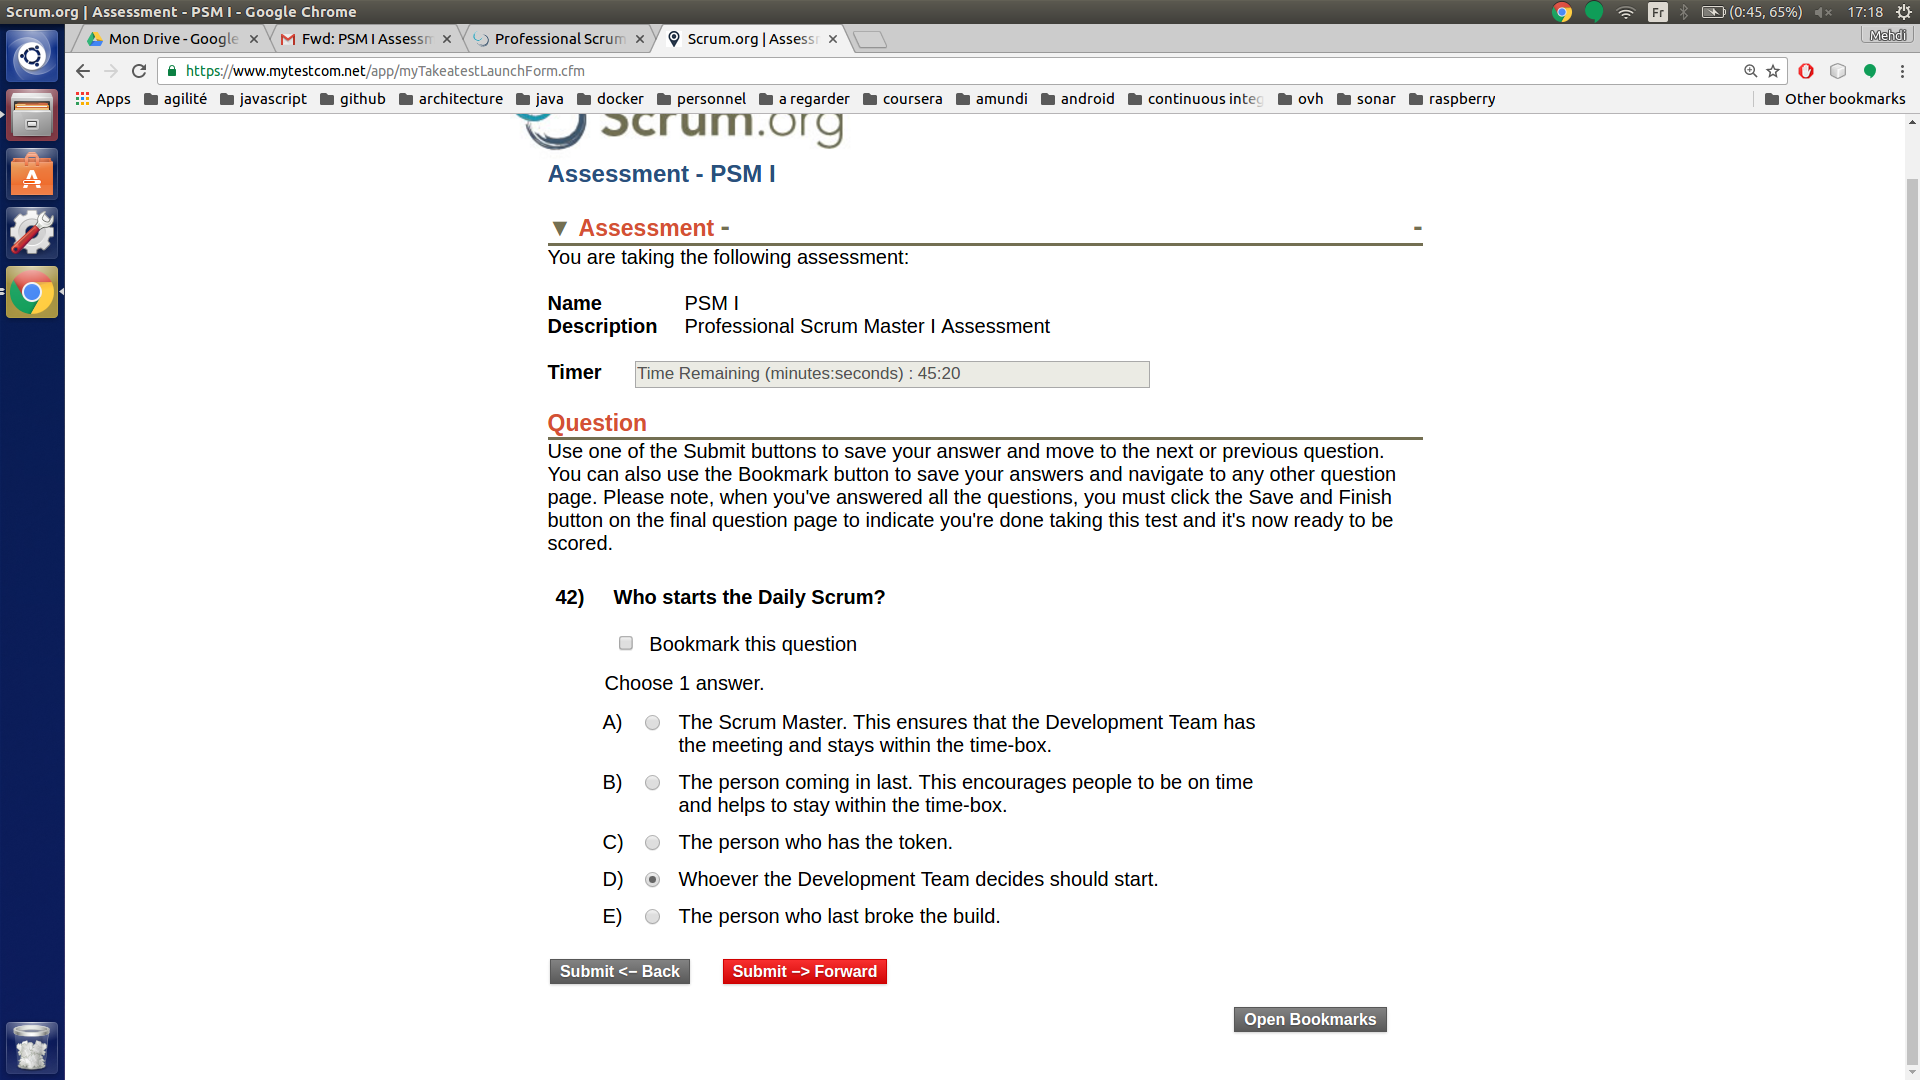 Scrum.org | Assessment - PSM I - Google Chrome
Fr
(0:45, 65%)
17:18
Mon Drive - Google
Fwd: PSM I Assessm
Professional Scrum
Scrum.org | Assess
Mehdi
https://www.mytestcom.net/app/myTakeatestLaunchForm.cfm
Apps
agilité
javascript
github
architecture
java
docker
personnel
a regarder
coursera
amundi
android
continuous integ
ovh
sonar
raspberry
Other bookmarks
Scrum.org
Assessment - PSM I
▼ Assessment - -
You are taking the following assessment:
Name PSM I
Description Professional Scrum Master I Assessment
Timer Time Remaining (minutes:seconds) : 45:20
Question
Use one of the Submit buttons to save your answer and move to the next or previous question.
You can also use the Bookmark button to save your answers and navigate to any other question
page. Please note, when you've answered all the questions, you must click the Save and Finish
button on the final question page to indicate you're done taking this test and it's now ready to be
scored.
42) Who starts the Daily Scrum?
Bookmark this question
Choose 1 answer.
A) The Scrum Master. This ensures that the Development Team has
the meeting and stays within the time-box.
B) The person coming in last. This encourages people to be on time
and helps to stay within the time-box.
C) The person who has the token.
D) Whoever the Development Team decides should start.
E) The person who last broke the build.
Submit <– Back
Submit –> Forward
Open Bookmarks